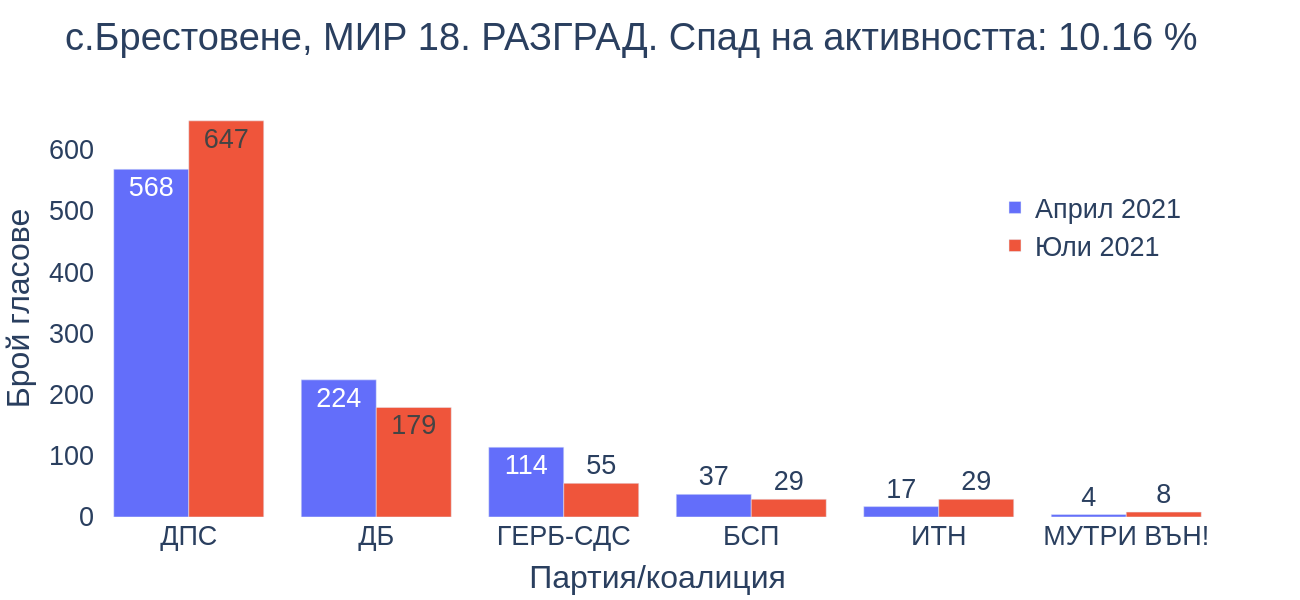 с.Брестовене, МИР 18. РАЗГРАД. Спад на активността: 10.16 %
Брой гласове
600
500
400
300
200
100
0
568
647
224
179
114
55
37
29
17
29
4
8
Април 2021
Юли 2021
ДПС
ДБ
ГЕРБ-СДС
БСП
ИТН
МУТРИ ВЪН!
Партия/коалиция